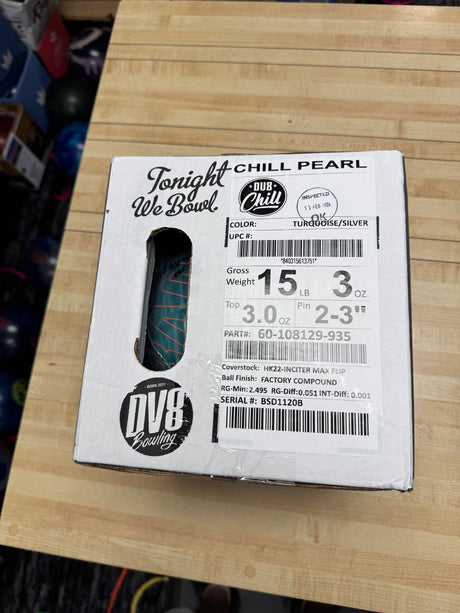 Tonight
We Bowl
CHILL PEARL
DV8
Chill
INSPECTED
OK
COLOR: TURQUOISE/SILVER
UPC #:
*840315613751*
Gross
Weight 15 LB 3 OZ
Top Pin
3.0 OZ 2-3"
PART#: 60-108129-935
Coverstock: HK22-INCITER MAX FLIP
Ball Finish: FACTORY COMPOUND
RG-Min: 2.495 RG-Diff:0.051 INT-Diff: 0.001
SERIAL #: BSD1120B
DV8
Bowling